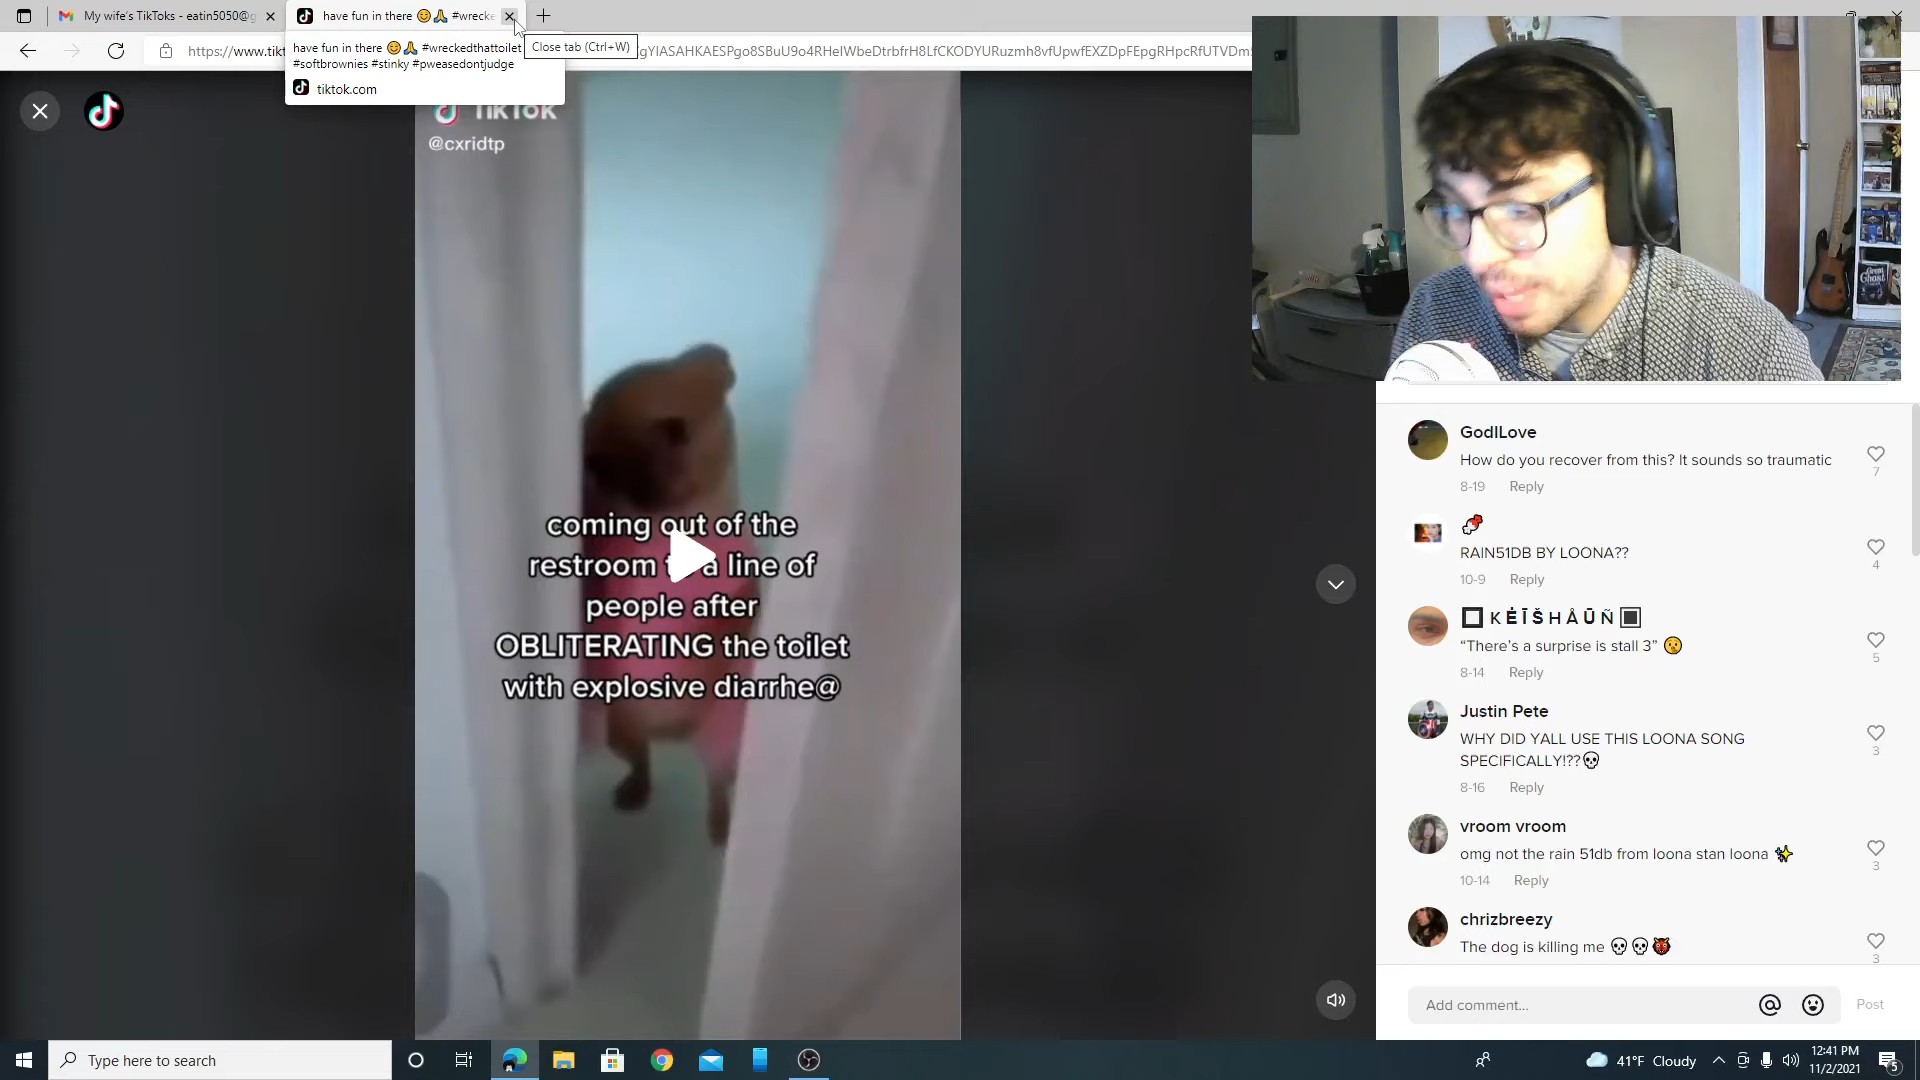 My wife's TikToks - eatin5050@g
have fun in there 😊🙏 #wrecke
https://www.tikt
have fun in there 😊🙏 #wreckedthattoilet
#softbrownies #stinky #pweasedontjudge
tiktok.com
Close tab (Ctrl+W)
TikTok
@cxridtp
coming out of the
restroom to a line of
people after
OBLITERATING the toilet
with explosive diarrhe@
GodILove
How do you recover from this? It sounds so traumatic
7
8-19 Reply
RAIN51DB BY LOONA??
4
10-9 Reply
🔲 K Ė Ī Š H Å Ū Ñ 🔳
“There's a surprise is stall 3” 🤫
5
8-14 Reply
Justin Pete
WHY DID YALL USE THIS LOONA SONG
SPECIFICALLY!??💀
3
8-16 Reply
vroom vroom
omg not the rain 51db from loona stan loona ✨
3
10-14 Reply
chrizbreezy
The dog is killing me 💀💀👹
3
Add comment...
Post
Type here to search
41°F Cloudy
12:41 PM
11/2/2021
5